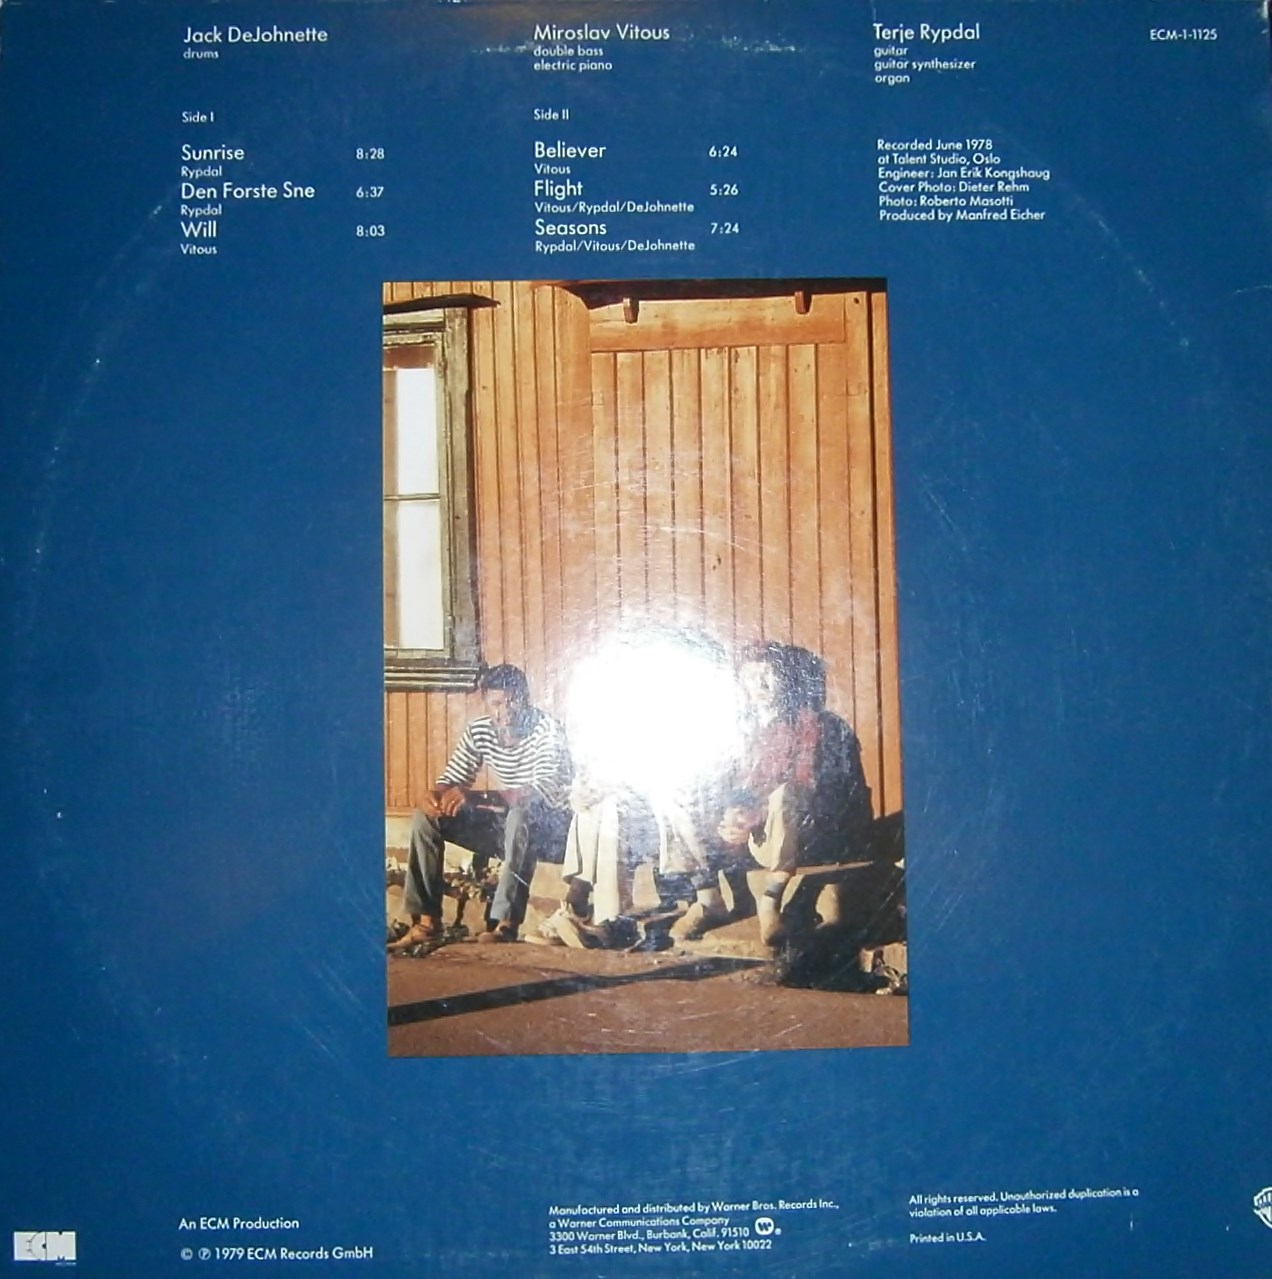 Jack DeJohnette
drums
Miroslav Vitous
double bass
electric piano
Terje Rypdal
guitar
guitar synthesizer
organ
ECM-1-1125
Side I
Sunrise 8:28
Rypdal
Den Forste Sne 6:37
Rypdal
Will 8:03
Vitous
Side II
Believer 6:24
Vitous
Flight 5:26
Vitous/Rypdal/DeJohnette
Seasons 7:24
Rypdal/Vitous/DeJohnette
Recorded June 1978
at Talent Studio, Oslo
Engineer: Jan Erik Kongshaug
Cover Photo: Dieter Rehm
Photo: Roberto Masotti
Produced by Manfred Eicher
ECM
An ECM Production
© ℗ 1979 ECM Records GmbH
Manufactured and distributed by Warner Bros. Records Inc.,
a Warner Communications Company
3300 Warner Blvd., Burbank, Calif. 91510
3 East 54th Street, New York, New York 10022
All rights reserved. Unauthorized duplication is a
violation of all applicable laws.
Printed in U.S.A.